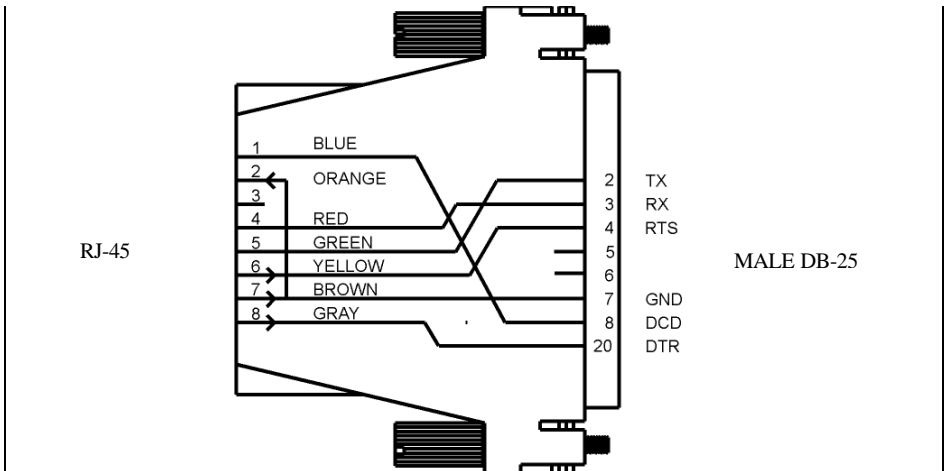 RJ-45
1 BLUE
2 ORANGE
3
4 RED
5 GREEN
6 YELLOW
7 BROWN
8 GRAY
2 TX
3 RX
4 RTS
5
6
7 GND
8 DCD
20 DTR
MALE DB-25